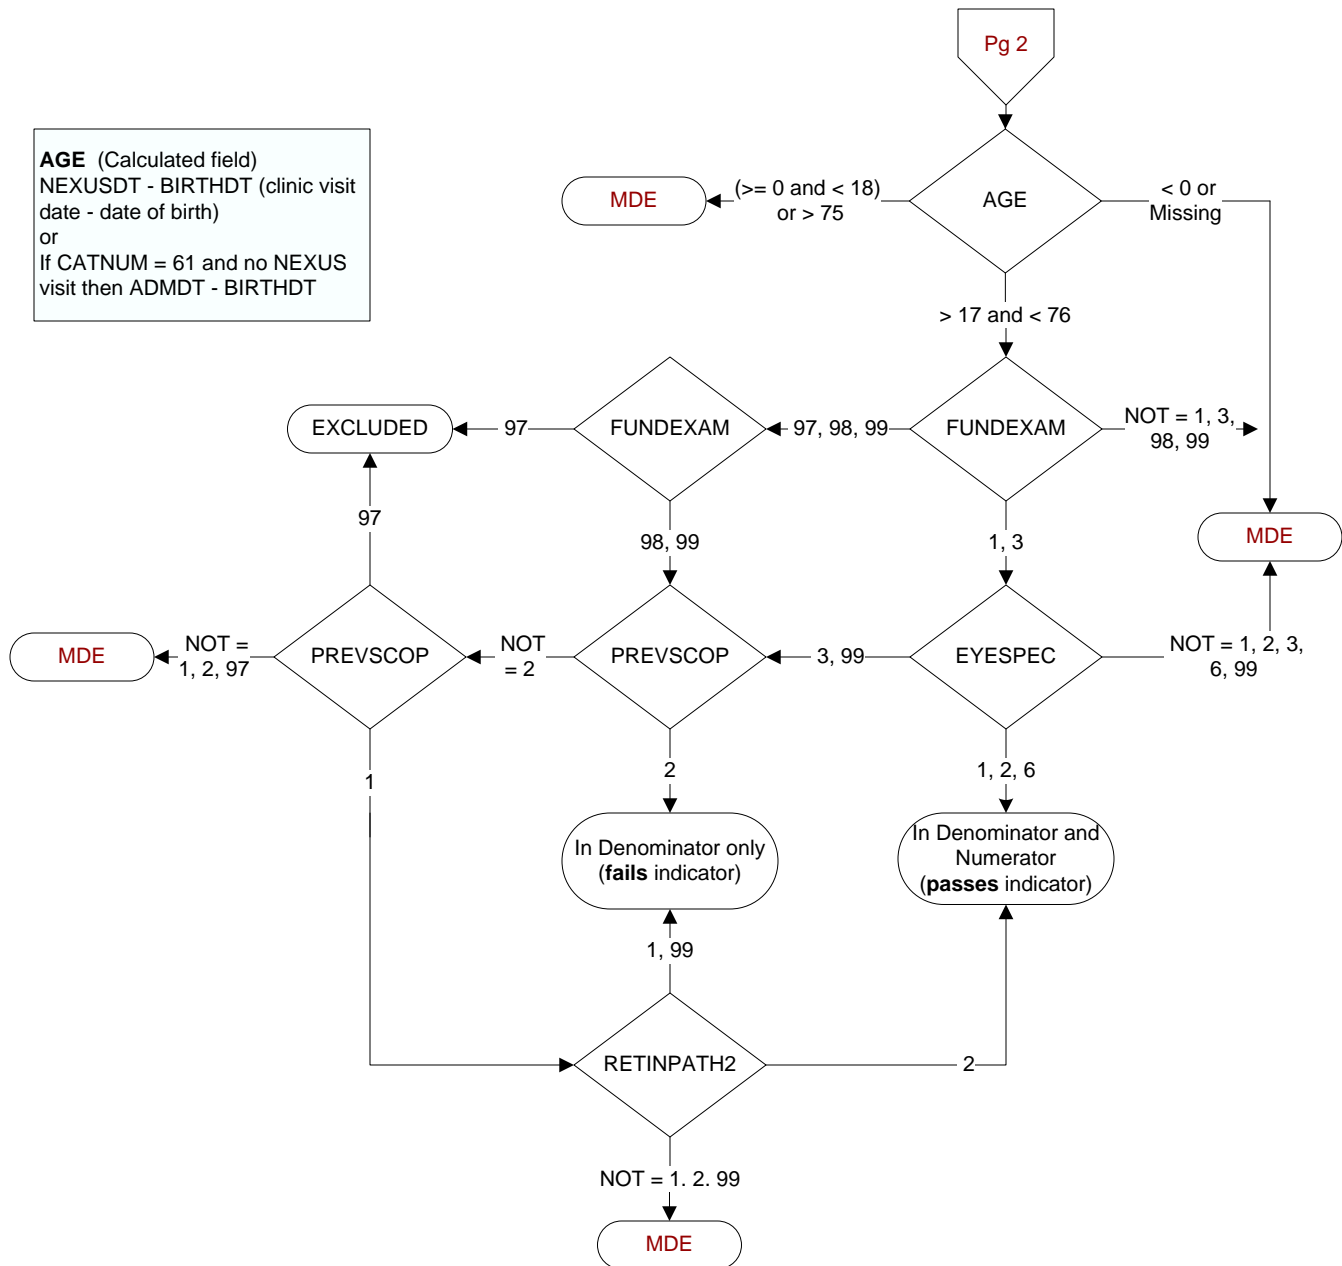 Pg 2
AGE (Calculated field)
NEXUSDT - BIRTHDT (clinic visit
date - date of birth)
or
If CATNUM = 61 and no NEXUS
visit then ADMDT - BIRTHDT
MDE
(>= 0 and < 18)
or > 75
AGE
< 0 or
Missing
> 17 and < 76
EXCLUDED
97
FUNDEXAM
97, 98, 99
FUNDEXAM
NOT = 1, 3,
98, 99
97
98, 99
1, 3
MDE
MDE
NOT =
1, 2, 97
PREVSCOP
NOT
= 2
PREVSCOP
3, 99
EYESPEC
NOT = 1, 2, 3,
6, 99
1
2
1, 2, 6
In Denominator only
(fails indicator)
In Denominator and
Numerator
(passes indicator)
1, 99
RETINPATH2
2
NOT = 1. 2. 99
MDE